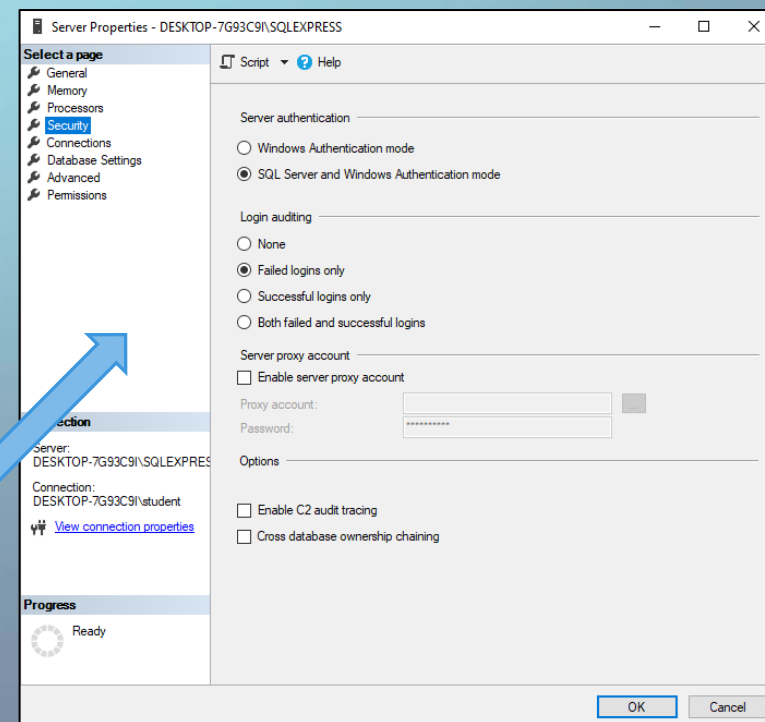 Server Properties - DESKTOP-7G93C9I\SQLEXPRESS
Select a page
General
Memory
Processors
Security
Connections
Database Settings
Advanced
Permissions
Script
Help
Server authentication
Windows Authentication mode
SQL Server and Windows Authentication mode
Login auditing
None
Failed logins only
Successful logins only
Both failed and successful logins
Server proxy account
Enable server proxy account
Proxy account:
...
Password:
**********
Options
Enable C2 audit tracing
Cross database ownership chaining
ection
Server:
DESKTOP-7G93C9I\SQLEXPRES
Connection:
DESKTOP-7G93C9I\student
View connection properties
Progress
Ready
OK
Cancel